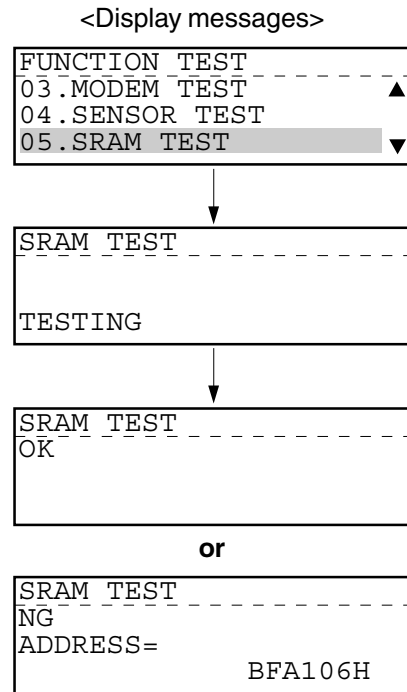 <Display messages>
FUNCTION TEST
03.MODEM TEST
04.SENSOR TEST
05.SRAM TEST
SRAM TEST
TESTING
SRAM TEST
OK
or
SRAM TEST
NG
ADDRESS=
BFA106H